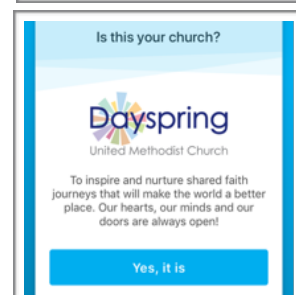 Is this your church?
Dayspring
United Methodist Church
To inspire and nurture shared faith
journeys that will make the world a better
place. Our hearts, our minds and our
doors are always open!
Yes, it is